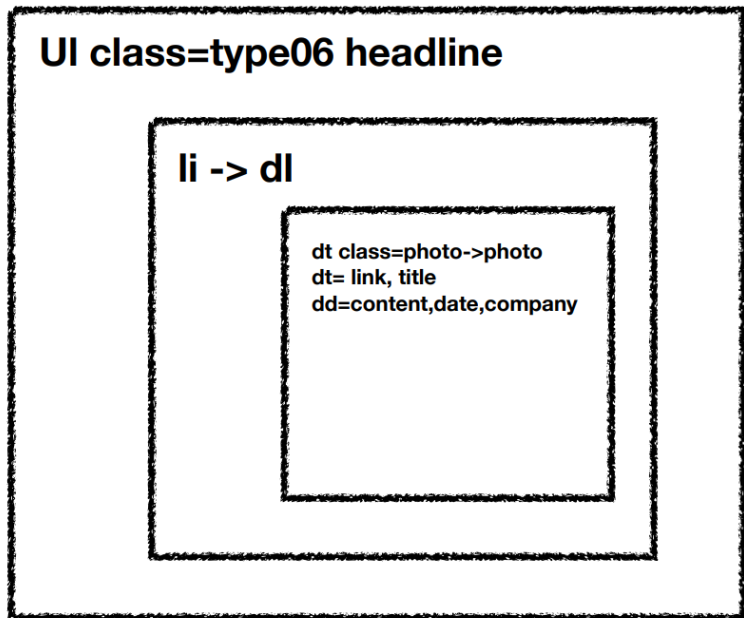 Ul class=type06 headline
li -> dl
dt class=photo->photo
dt= link, title
dd=content,date,company